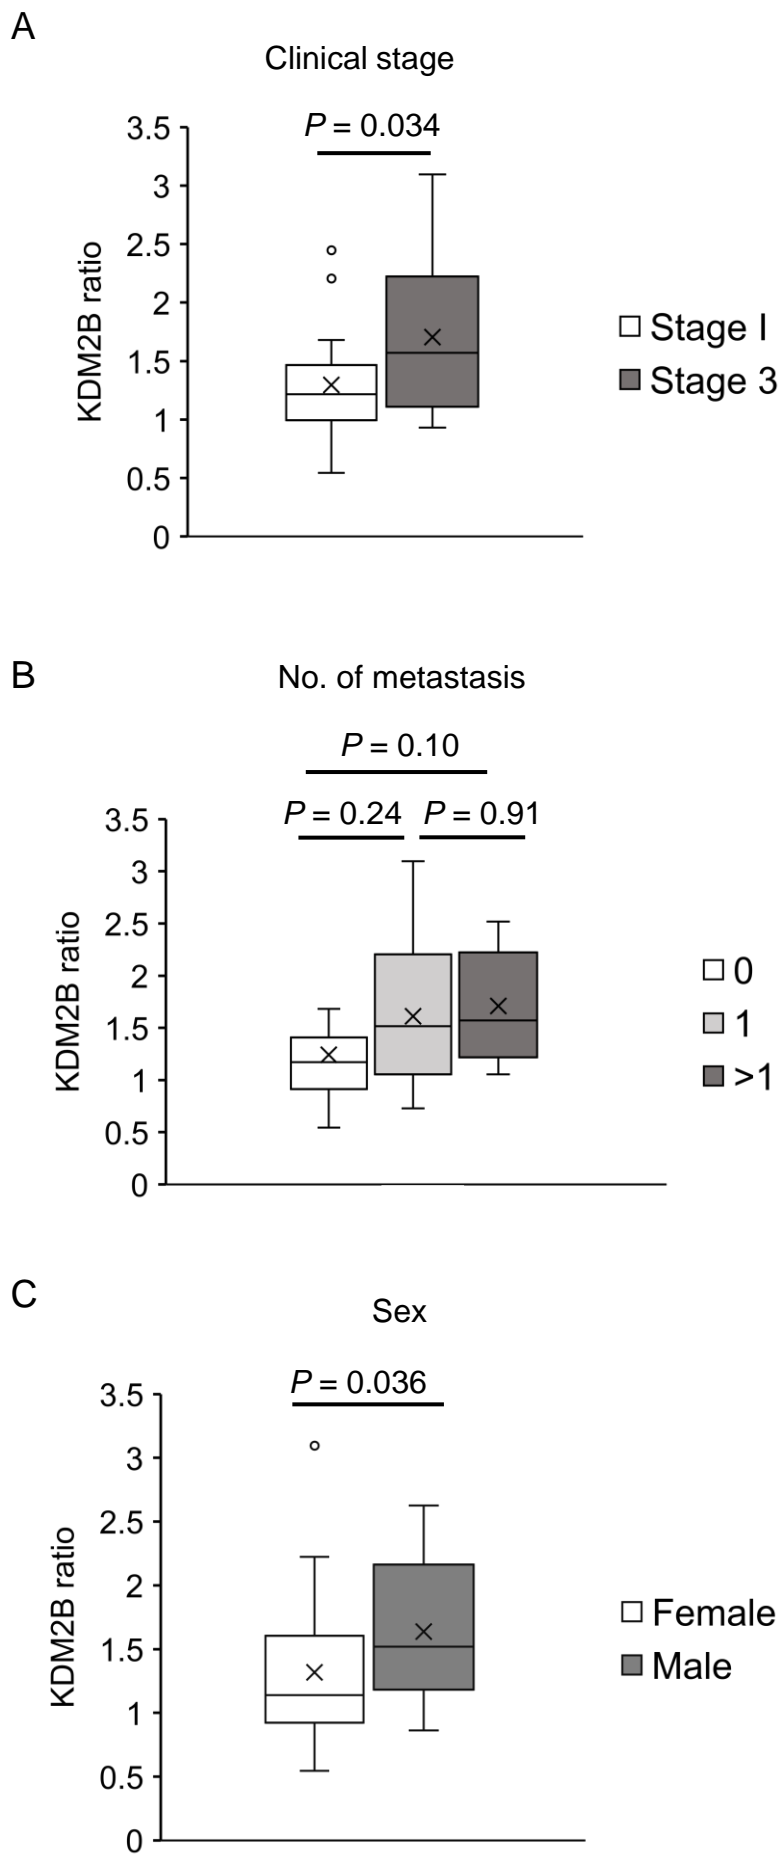 A
Clinical stage
P = 0.034
3.5
3
2.5
2
1.5
1
0.5
0
KDM2B ratio
Stage I
Stage 3
B
No. of metastasis
P = 0.10
P = 0.24
P = 0.91
3.5
3
2.5
2
1.5
1
0.5
0
KDM2B ratio
0
1
>1
C
Sex
P = 0.036
3.5
3
2.5
2
1.5
1
0.5
0
KDM2B ratio
Female
Male